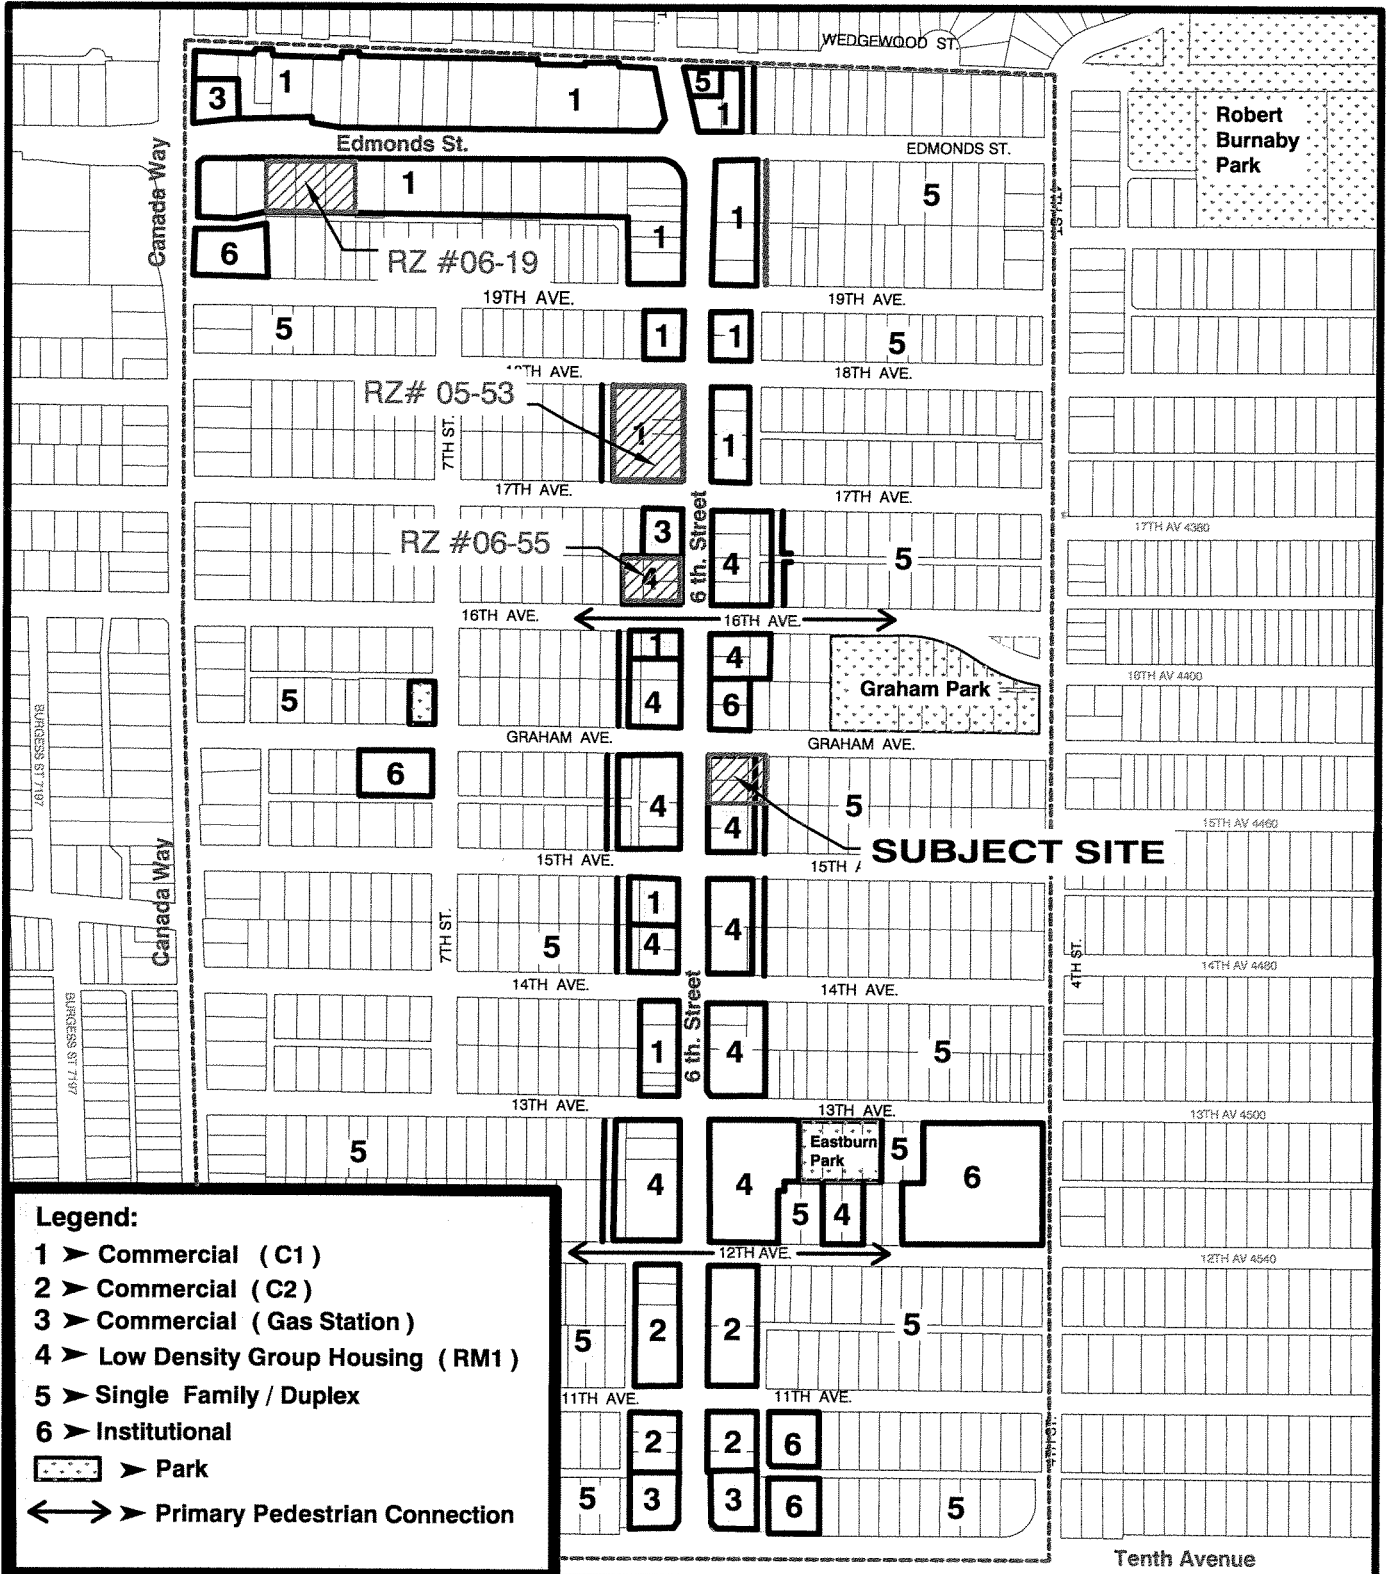 WEDGEWOOD ST.
1
5
3
1
1
Robert
Burnaby
Park
Edmonds St.
EDMONDS ST.
Canada Way
1
5
1
1
6
RZ #06-19
19TH AVE.
19TH AVE.
5
1
1
5
TH AVE.
18TH AVE.
RZ# 05-53
1
1
7TH ST.
17TH AVE.
17TH AVE.
6 th. Street
3
17TH AV 4380
RZ #06-55
4
4
5
16TH AVE.
16TH AVE.
1
4
18TH AV 4400
Graham Park
5
4
6
BURGESS ST 7197
GRAHAM AVE.
GRAHAM AVE.
6
4
5
15TH AV 4460
4
SUBJECT SITE
15TH AVE.
15TH A
Canada Way
1
4
7TH ST.
5
4
4TH ST.
14TH AV 4480
14TH AVE.
14TH AVE.
6 th. Street
BURGESS ST 7197
1
4
5
13TH AVE.
13TH AVE.
13TH AV 4500
5
Eastburn
Park
5
4
4
6
5
4
12TH AVE.
12TH AV 4540
5
2
2
5
11TH AVE.
11TH AVE.
2
2
6
5
3
3
6
5
Tenth Avenue
Legend:
1 ➤ Commercial ( C1 )
2 ➤ Commercial ( C2 )
3 ➤ Commercial ( Gas Station )
4 ➤ Low Density Group Housing ( RM1 )
5 ➤ Single Family / Duplex
6 ➤ Institutional
➤ Park
➤ Primary Pedestrian Connection